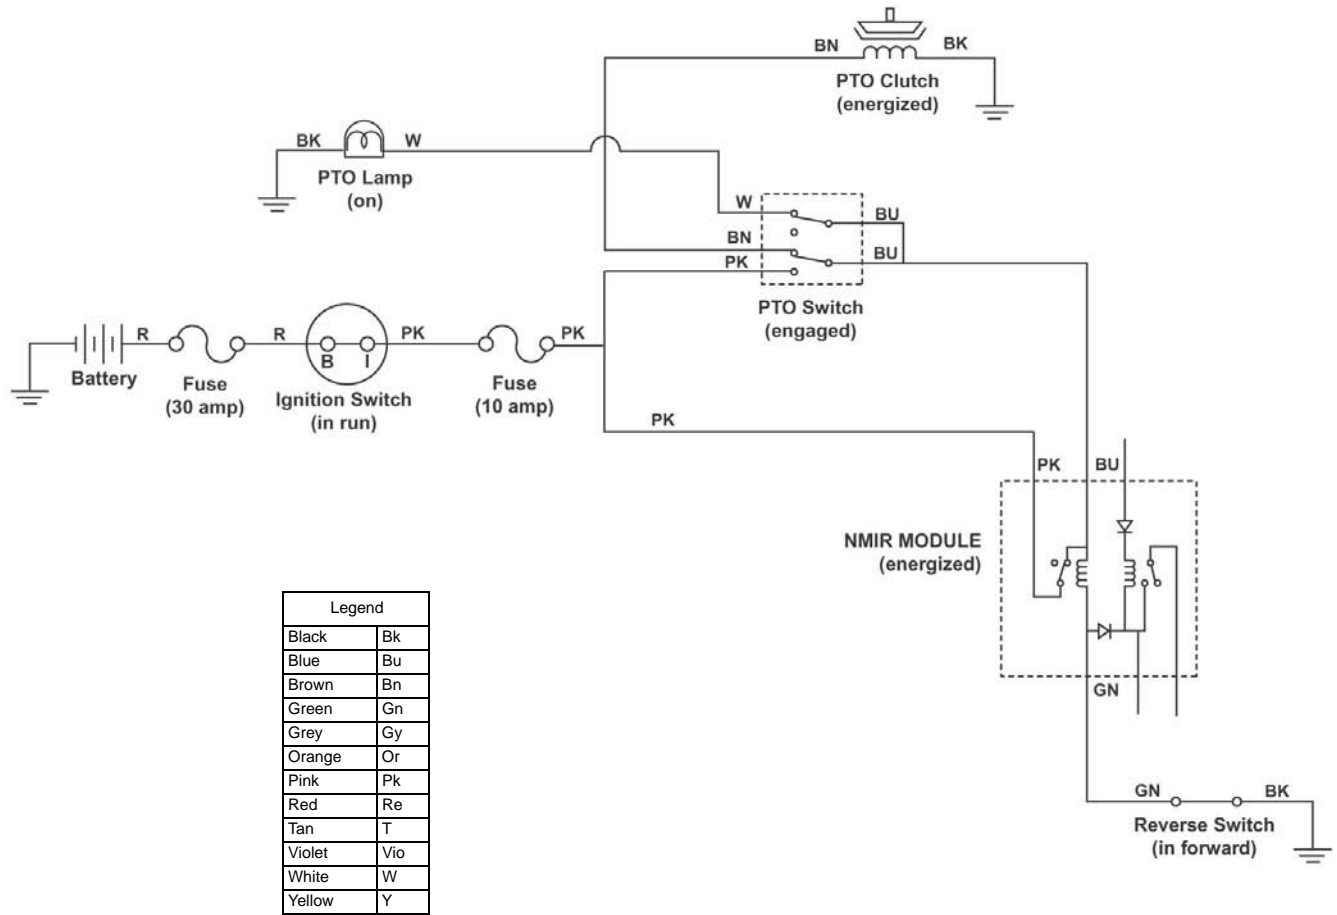 BN
BK
PTO Clutch
(energized)
BK
W
PTO Lamp
(on)
W
BU
BN
BU
PK
PTO Switch
(engaged)
R
R
PK
PK
B
I
Battery
Fuse
(30 amp)
Ignition Switch
(in run)
Fuse
(10 amp)
PK
PK
BU
NMIR MODULE
(energized)
GN
GN
BK
Reverse Switch
(in forward)
Legend
Black Bk
Blue Bu
Brown Bn
Green Gn
Grey Gy
Orange Or
Pink Pk
Red Re
Tan T
Violet Vio
White W
Yellow Y